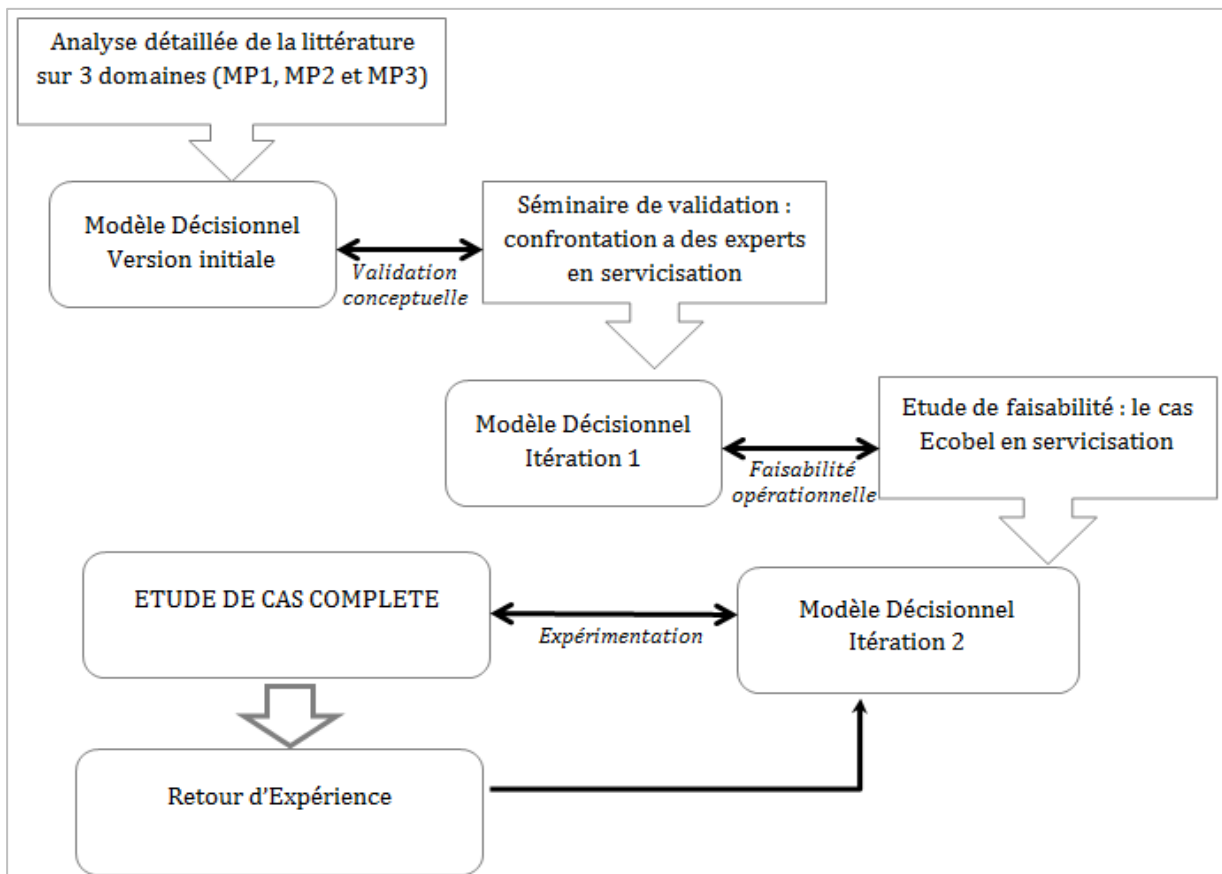 Analyse détaillée de la littérature
sur 3 domaines (MP1, MP2 et MP3)
Modèle Décisionnel
Version initiale
Validation
conceptuelle
Séminaire de validation :
confrontation a des experts
en servicisation
Modèle Décisionnel
Itération 1
Faisabilité
opérationnelle
Etude de faisabilité : le cas
Ecobel en servicisation
ETUDE DE CAS COMPLETE
Expérimentation
Modèle Décisionnel
Itération 2
Retour d’Expérience